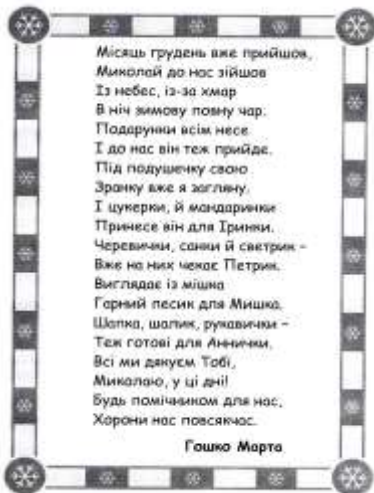 Місяць грудень вже прийшов,
Миколай до нас зійшов
Із небес, із-за хмар
В ніч зимову повну чар.
Подарунки всім несе
І до нас він теж прийде.
Під подушечку свою
Зранку вже я загляну.
І цукерки, й мандаринки
Принесе він для Іринки.
Черевички, санки й светрик –
Вже на них чекає Петрик.
Виглядає із мішка
Гарний песик для Мишка.
Шапка, шалик, рукавички –
Теж готові для Аннички.
Всі ми дякуєм Тобі,
Миколаю, у ці дні!
Будь помічником для нас,
Хорони нас повсякчас.
Гошко Марта